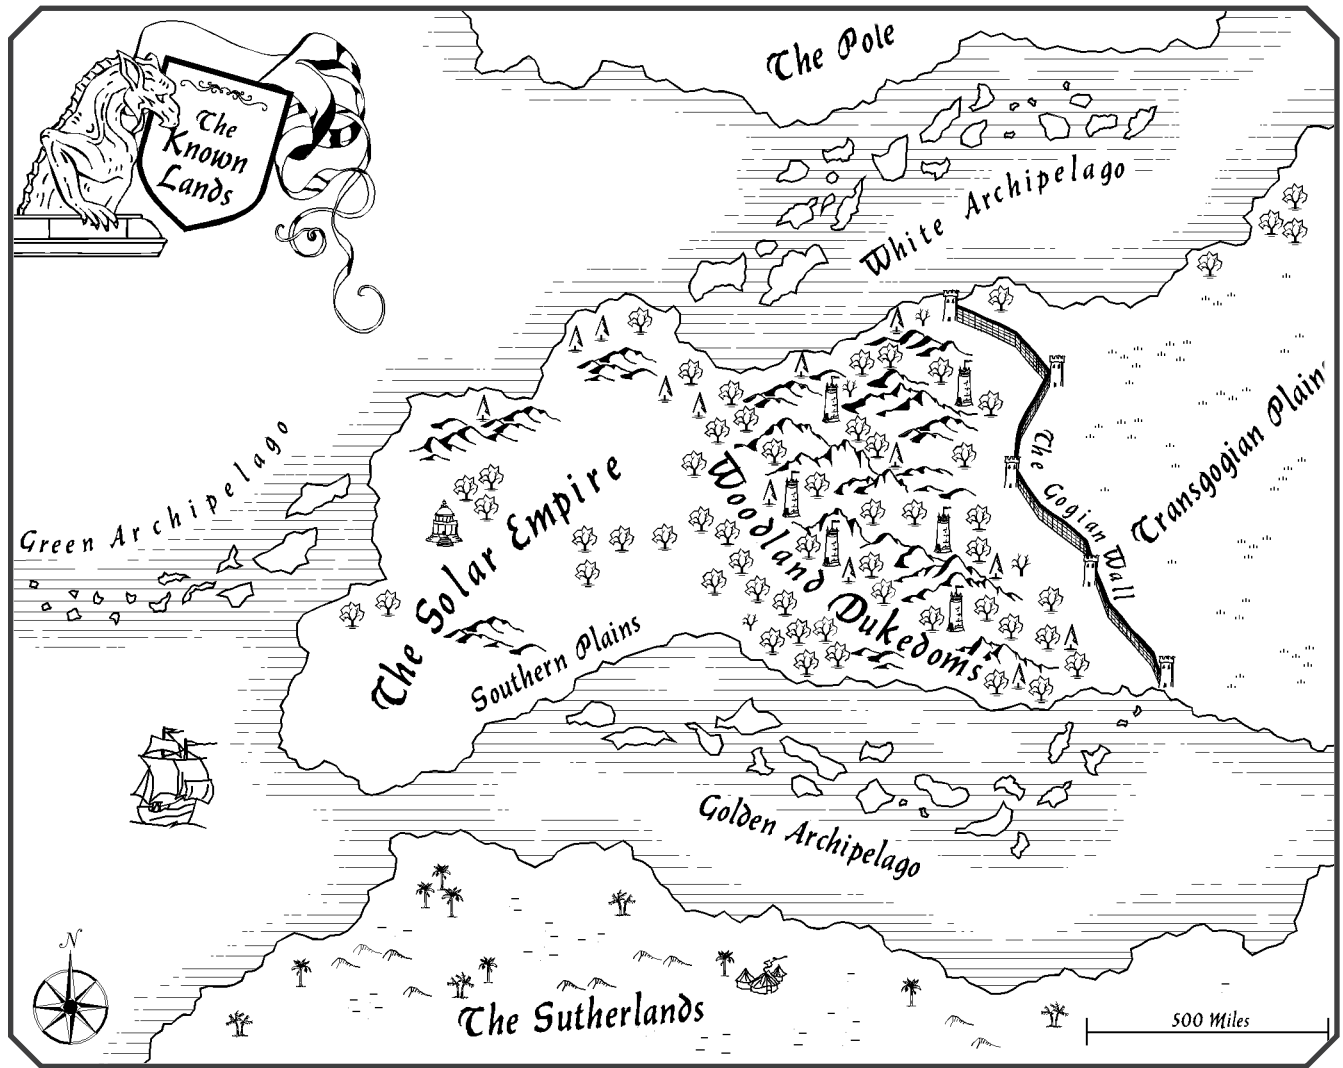 The Pole
The
Known
Lands
White Archipelago
Green Archipelago
The Solar Empire
Woodland Dukedoms
The Gogian Wall
Transgogian Plain
Southern Plains
Golden Archipelago
The Sutherlands
N
500 Miles